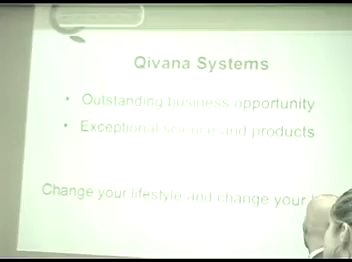 Qivana Systems
• Outstanding business opportunity
• Exceptional science and products
Change your lifestyle and change your